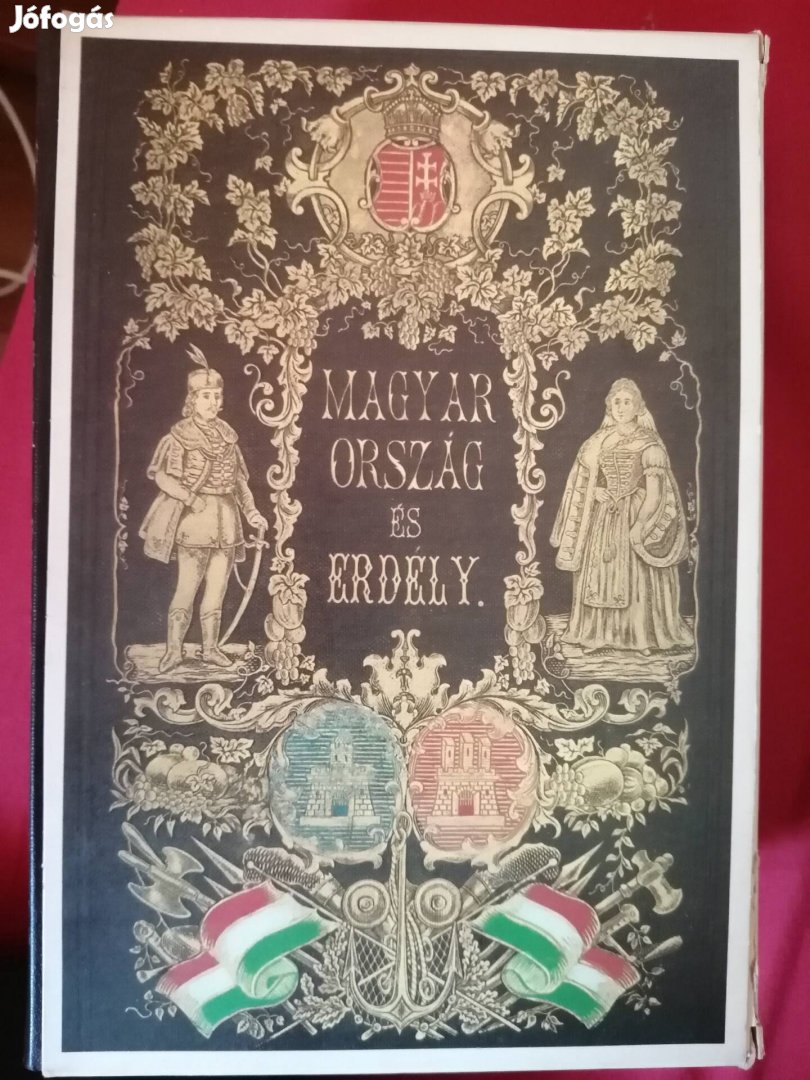 Jófogás
MAGYAR
ORSZÁG
ÉS
ERDÉLY.